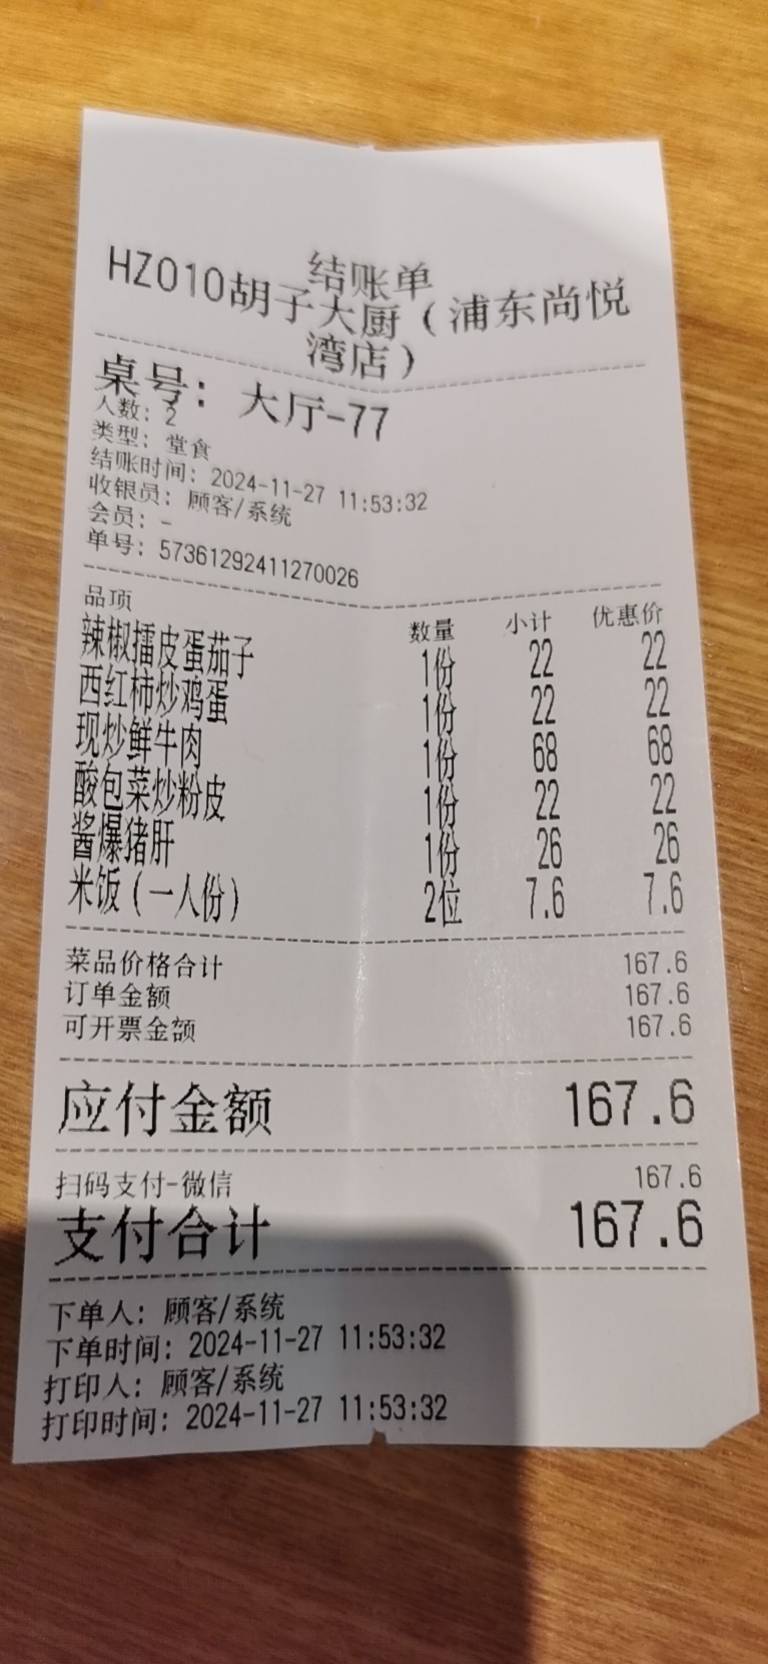 结账单
HZ010胡子大厨（浦东尚悦
湾店）
桌号：大厅-77
人数：2
类型：堂食
结账时间：2024-11-27 11:53:32
收银员：顾客/系统
会员：-
单号：57361292411270026
品项 数量 小计 优惠价
辣椒擂皮蛋茄子 1份 22 22
西红柿炒鸡蛋 1份 22 22
现炒鲜牛肉 1份 68 68
酸包菜炒粉皮 1份 22 22
酱爆猪肝 1份 26 26
米饭（一人份） 2位 7.6 7.6
菜品价格合计 167.6
订单金额 167.6
可开票金额 167.6
应付金额 167.6
扫码支付-微信 167.6
支付合计 167.6
下单人：顾客/系统
下单时间：2024-11-27 11:53:32
打印人：顾客/系统
打印时间：2024-11-27 11:53:32